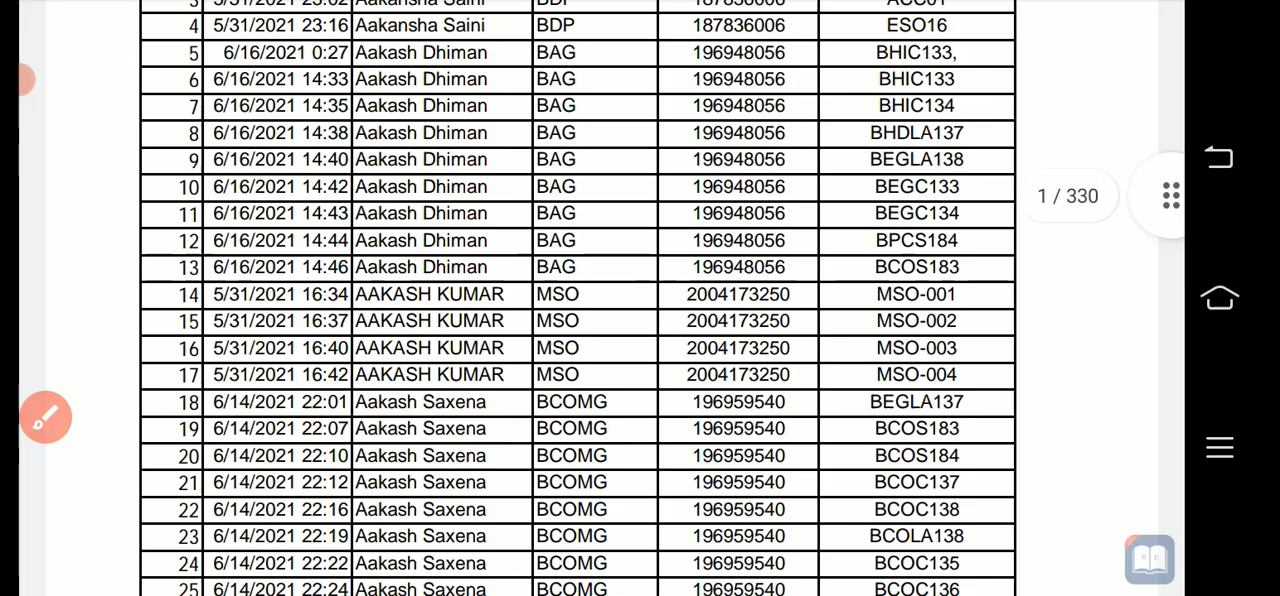 3 5/31/2021 23:02 Aakansha Saini BDP 187836006 ACC01
4 5/31/2021 23:16 Aakansha Saini BDP 187836006 ESO16
5 6/16/2021 0:27 Aakash Dhiman BAG 196948056 BHIC133,
6 6/16/2021 14:33 Aakash Dhiman BAG 196948056 BHIC133
7 6/16/2021 14:35 Aakash Dhiman BAG 196948056 BHIC134
8 6/16/2021 14:38 Aakash Dhiman BAG 196948056 BHDLA137
9 6/16/2021 14:40 Aakash Dhiman BAG 196948056 BEGLA138
10 6/16/2021 14:42 Aakash Dhiman BAG 196948056 BEGC133
11 6/16/2021 14:43 Aakash Dhiman BAG 196948056 BEGC134
12 6/16/2021 14:44 Aakash Dhiman BAG 196948056 BPCS184
13 6/16/2021 14:46 Aakash Dhiman BAG 196948056 BCOS183
14 5/31/2021 16:34 AAKASH KUMAR MSO 2004173250 MSO-001
15 5/31/2021 16:37 AAKASH KUMAR MSO 2004173250 MSO-002
16 5/31/2021 16:40 AAKASH KUMAR MSO 2004173250 MSO-003
17 5/31/2021 16:42 AAKASH KUMAR MSO 2004173250 MSO-004
18 6/14/2021 22:01 Aakash Saxena BCOMG 196959540 BEGLA137
19 6/14/2021 22:07 Aakash Saxena BCOMG 196959540 BCOS183
20 6/14/2021 22:10 Aakash Saxena BCOMG 196959540 BCOS184
21 6/14/2021 22:12 Aakash Saxena BCOMG 196959540 BCOC137
22 6/14/2021 22:16 Aakash Saxena BCOMG 196959540 BCOC138
23 6/14/2021 22:19 Aakash Saxena BCOMG 196959540 BCOLA138
24 6/14/2021 22:22 Aakash Saxena BCOMG 196959540 BCOC135
25 6/14/2021 22:24 Aakash Saxena BCOMG 196959540 BCOC136
1 / 330